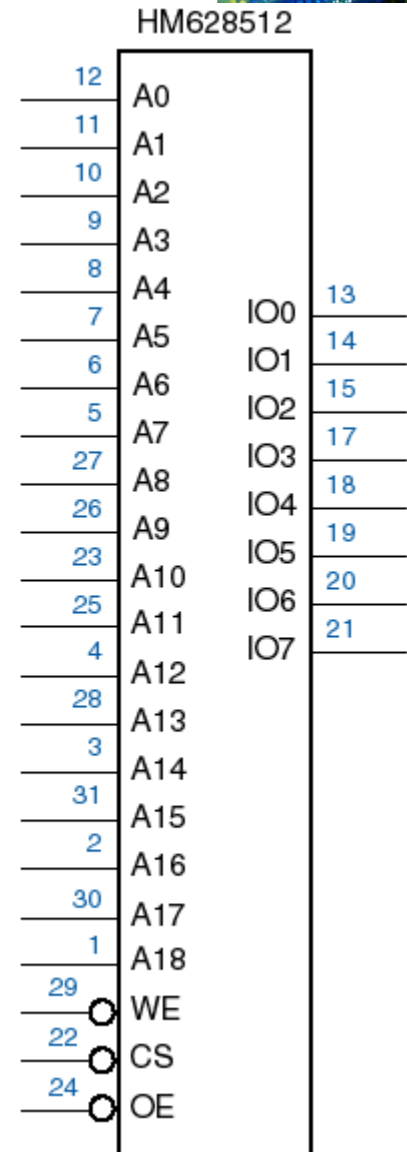 HM628512
12 A0
11 A1
10 A2
9 A3
8 A4
7 A5
6 A6
5 A7
27 A8
26 A9
23 A10
25 A11
4 A12
28 A13
3 A14
31 A15
2 A16
30 A17
1 A18
29 WE
22 CS
24 OE
IO0 13
IO1 14
IO2 15
IO3 17
IO4 18
IO5 19
IO6 20
IO7 21